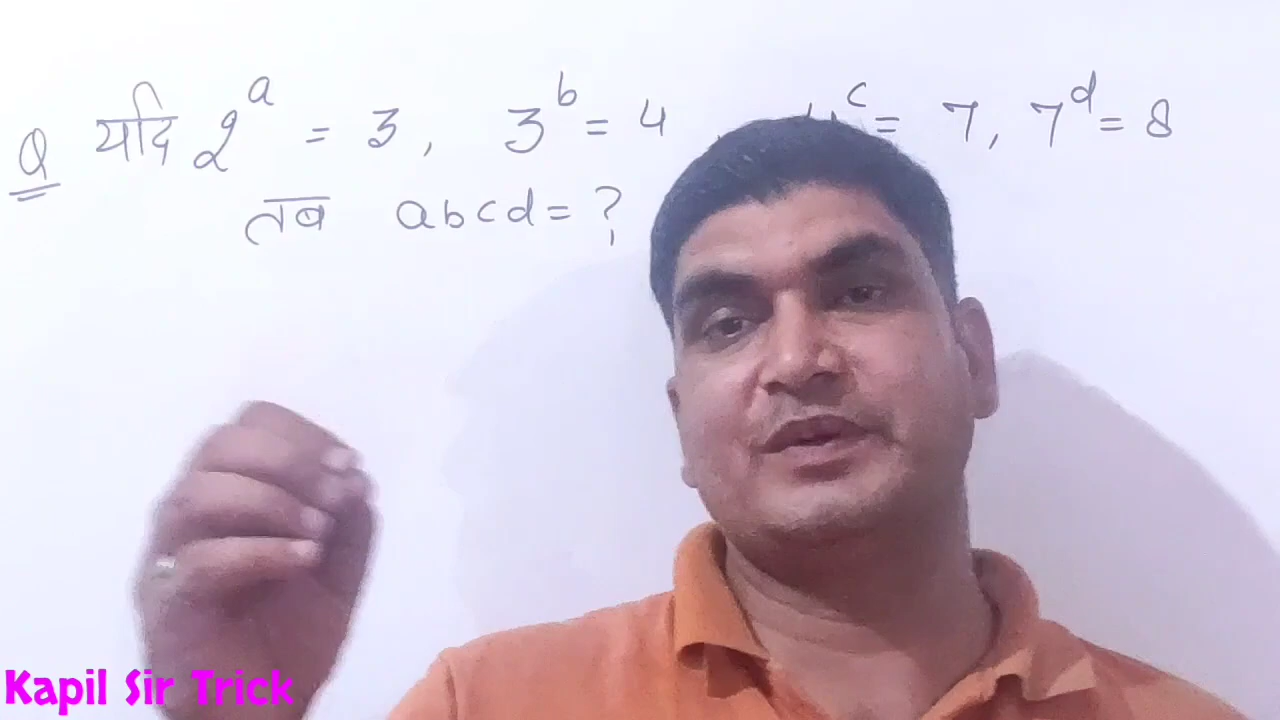 Q यदि 2^a = 3, 3^b = 4, ^c = 7, 7^d = 8
तब abcd = ?
Kapil Sir Trick